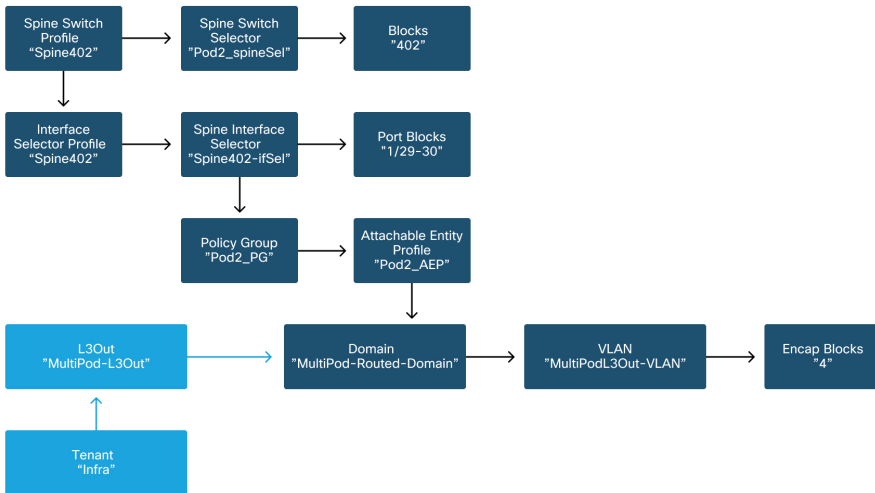 Spine Switch
Profile
“Spine402”
Spine Switch
Selector
”Pod2_spineSel”
Blocks
”402”
Interface
Selector Profile
“Spine402”
Spine Interface
Selector
”Spine402-ifSel”
Port Blocks
"1/29-30"
Policy Group
”Pod2_PG”
Attachable Entity
Profile
”Pod2_AEP”
L3Out
”MultiPod-L3Out”
Domain
”MultiPod-Routed-Domain”
VLAN
”MultiPodL3Out-VLAN”
Encap Blocks
”4”
Tenant
“Infra”